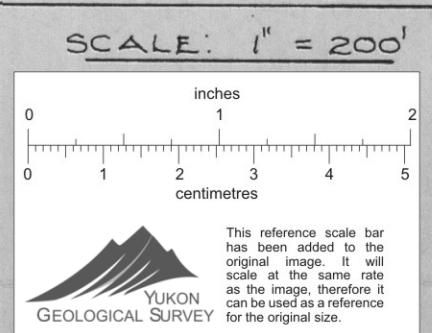 SCALE: 1" = 200'
inches
0 1 2
0 1 2 3 4 5
centimetres
This reference scale bar
has been added to the
original image. It will
scale at the same rate
as the image, therefore it
can be used as a reference
for the original size.
YUKON
GEOLOGICAL SURVEY